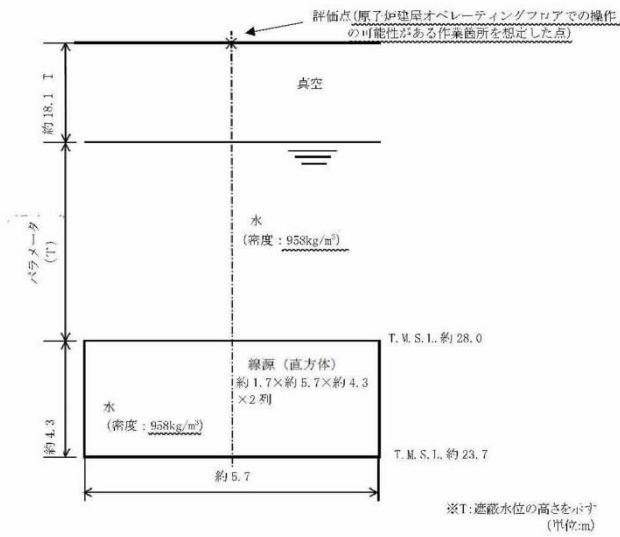 評価点(原子炉建屋オペレーティングフロアでの操作
の可能性がある作業箇所を想定した点)
約18.1 T
真空
水
(密度：958kg/m³)
パラメータ
(T)
T.M.S.L.約 28.0
線源（直方体）
約 1.7×約 5.7×約 4.3
×2 列
水
(密度：958kg/m³)
約4.3
T.M.S.L.約 23.7
約 5.7
※T:遮蔽水位の高さを示す
(単位:m)